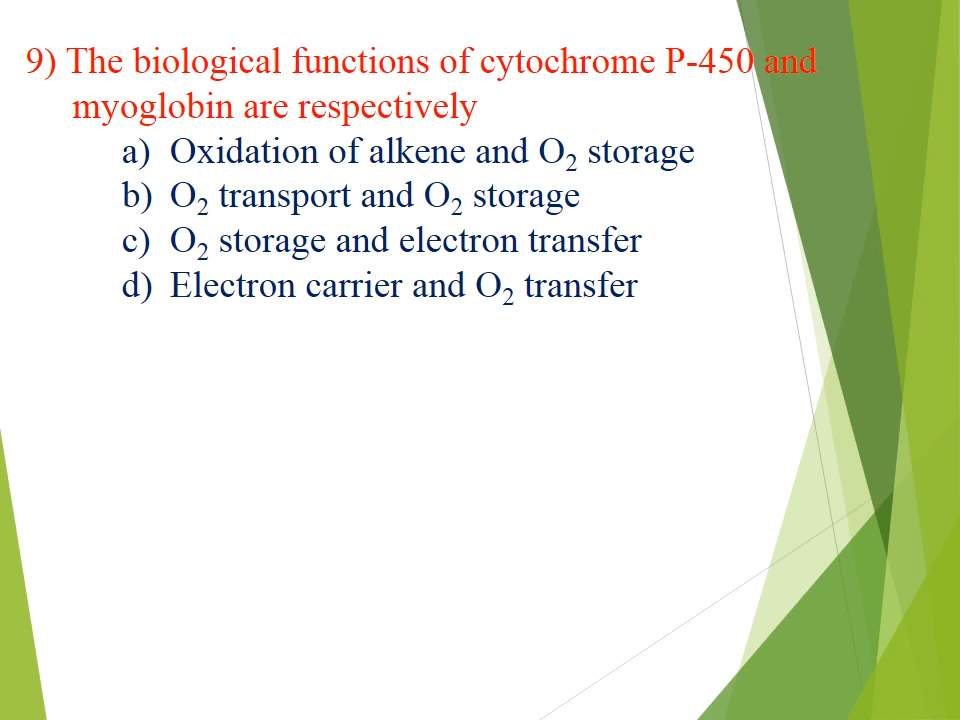 9) The biological functions of cytochrome P-450 and
myoglobin are respectively
a) Oxidation of alkene and O₂ storage
b) O₂ transport and O₂ storage
c) O₂ storage and electron transfer
d) Electron carrier and O₂ transfer